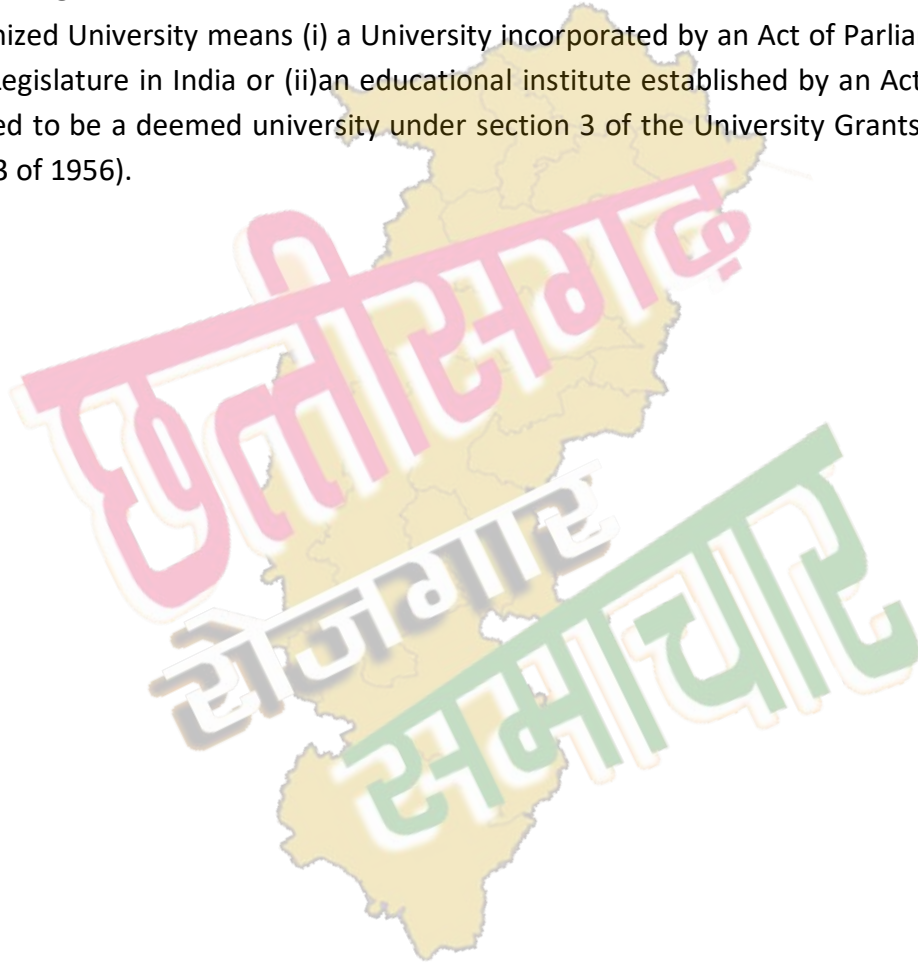 nized University means (i) a University incorporated by an Act of Parlia
egislature in India or (ii)an educational institute established by an Act
ed to be a deemed university under section 3 of the University Grants
3 of 1956).
छत्तीसगढ़
रोजगार
समाचार